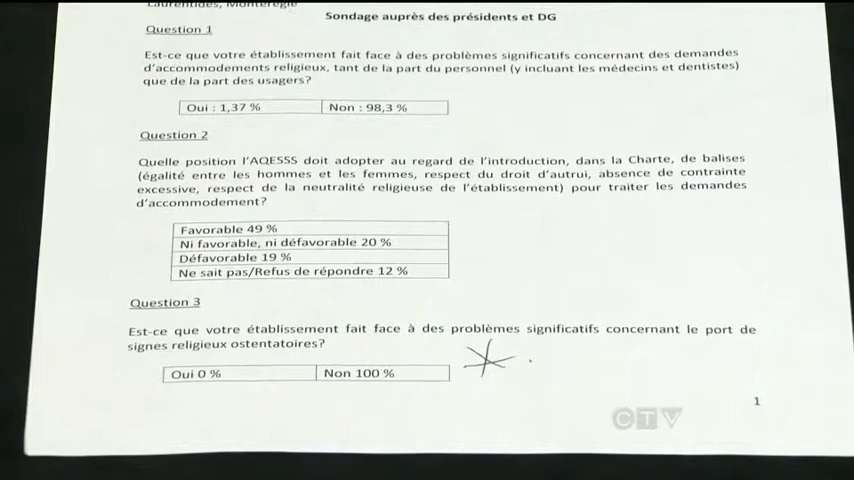 Laurentides, Montérégie
Sondage auprès des présidents et DG
Question 1
Est-ce que votre établissement fait face à des problèmes significatifs concernant des demandes
d'accommodements religieux, tant de la part du personnel (y incluant les médecins et dentistes)
que de la part des usagers?
Oui : 1,37 % Non : 98,3 %
Question 2
Quelle position l'AQESSS doit adopter au regard de l'introduction, dans la Charte, de balises
(égalité entre les hommes et les femmes, respect du droit d'autrui, absence de contrainte
excessive, respect de la neutralité religieuse de l'établissement) pour traiter les demandes
d'accommodement?
Favorable 49 %
Ni favorable, ni défavorable 20 %
Défavorable 19 %
Ne sait pas/Refus de répondre 12 %
Question 3
Est-ce que votre établissement fait face à des problèmes significatifs concernant le port de
signes religieux ostentatoires?
Oui 0 % Non 100 %
1
CTV